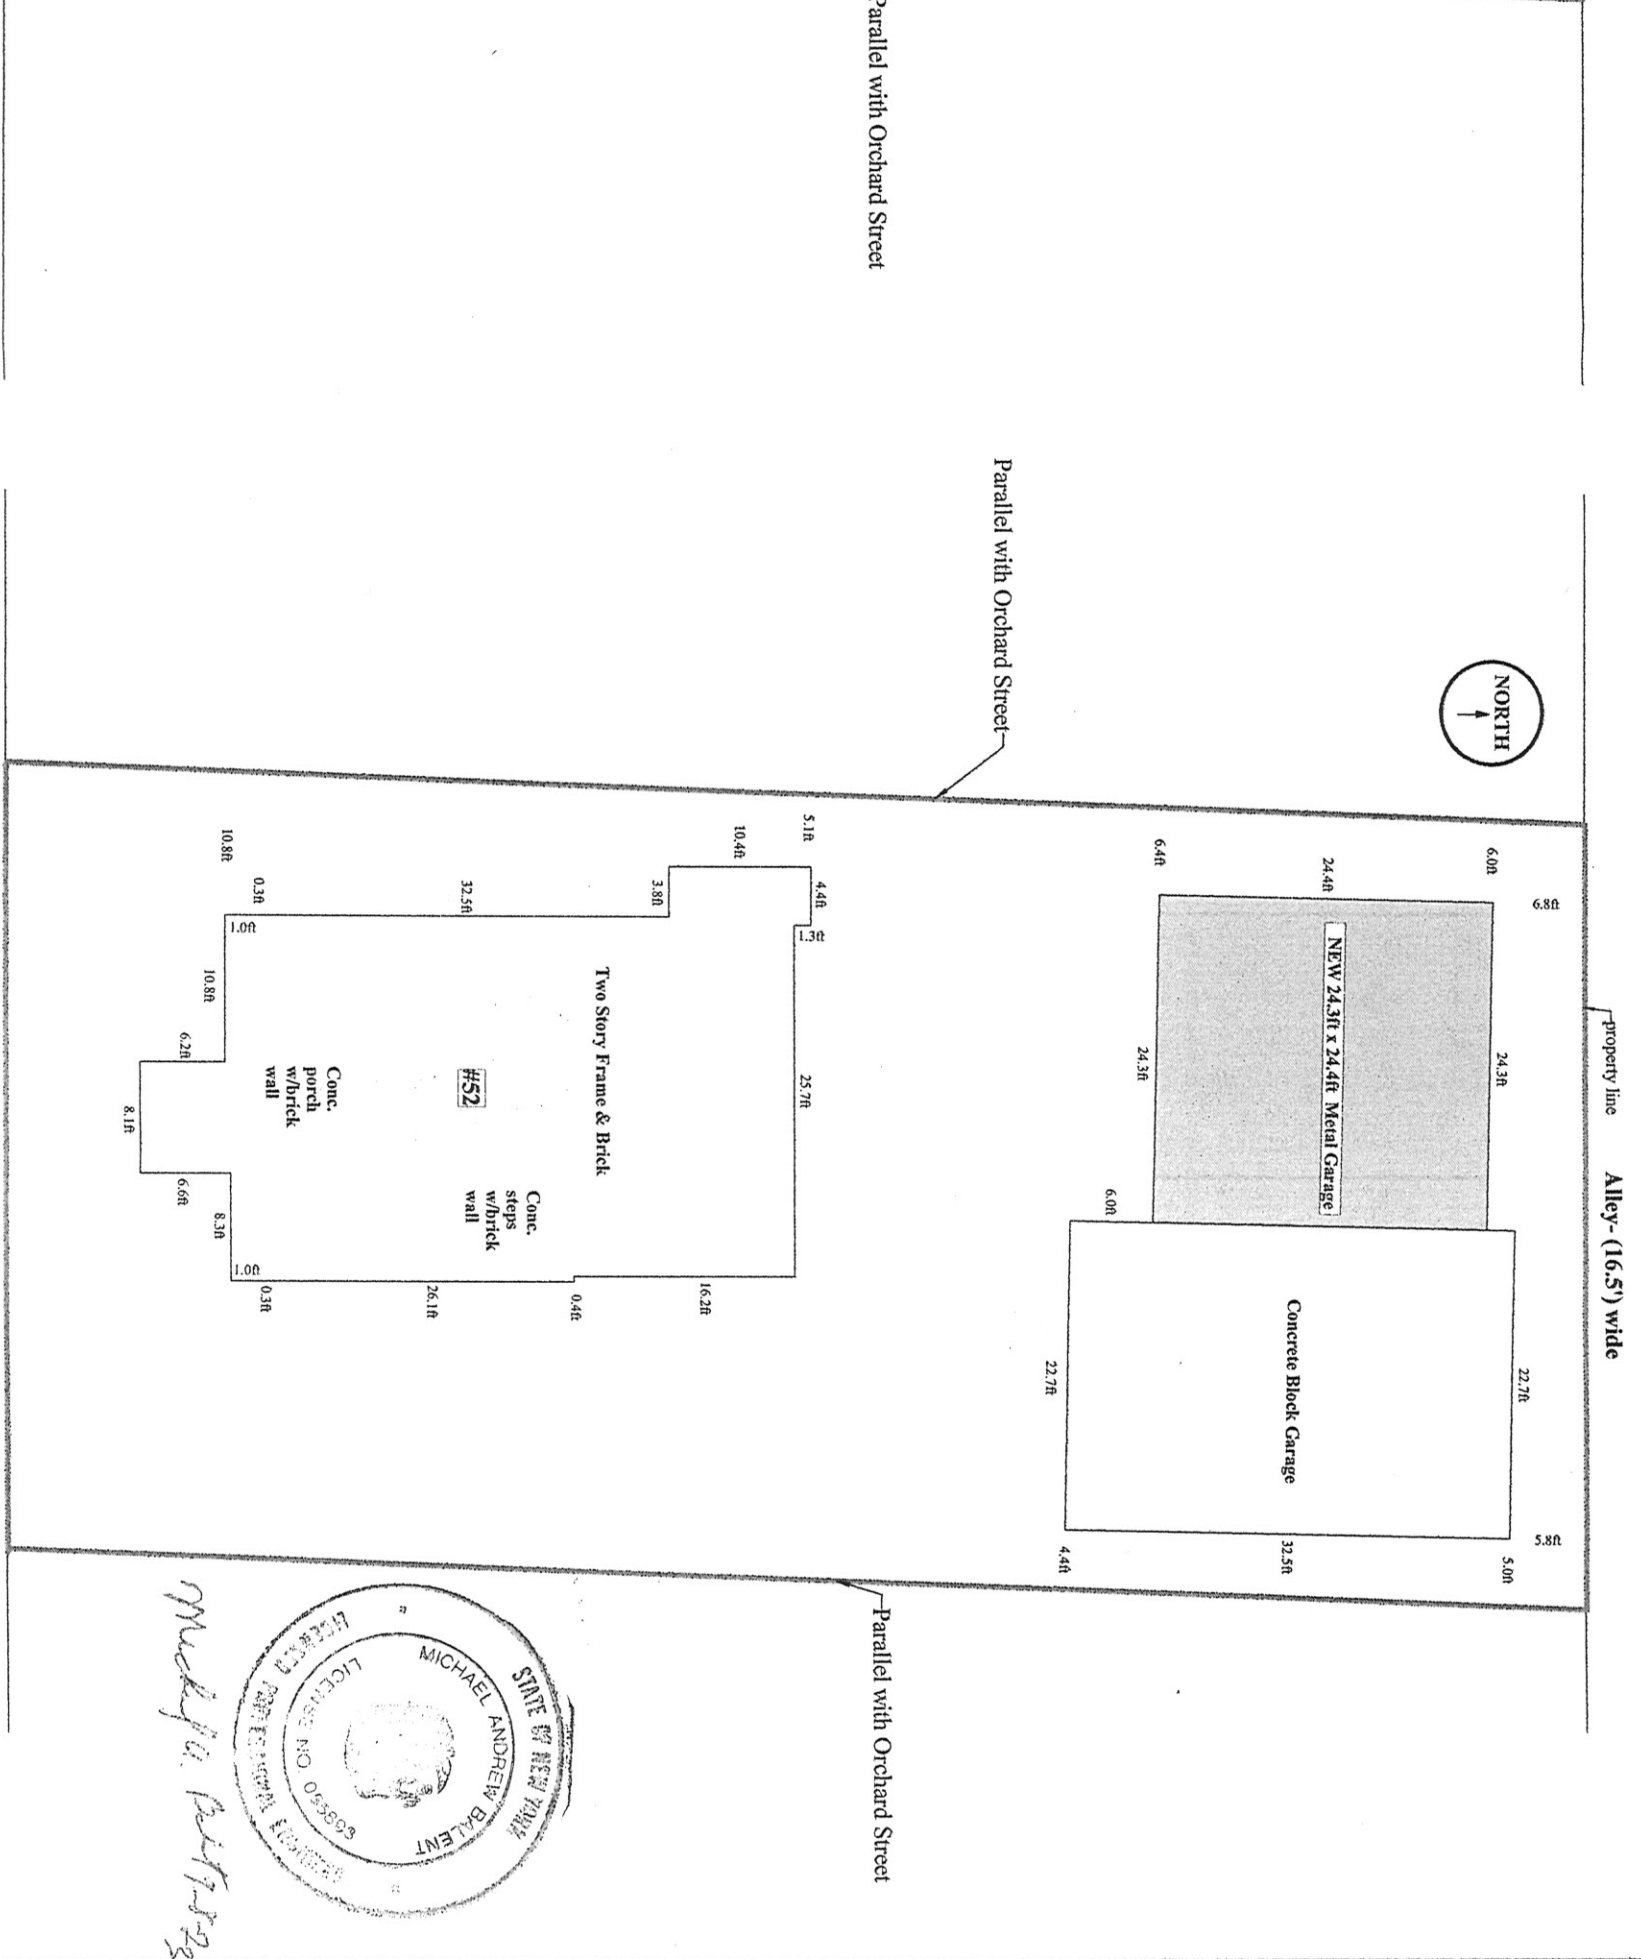 Alley- (16.5') wide
property line
NORTH
Parallel with Orchard Street
Parallel with Orchard Street
Parallel with Orchard Street
6.8ft
24.3ft
22.7ft
5.8ft
6.0ft
5.0ft
24.4ft
NEW 24.3ft x 24.4ft Metal Garage
Concrete Block Garage
32.5ft
6.4ft
24.3ft
6.0ft
22.7ft
4.4ft
5.1ft
4.4ft
1.3ft
25.7ft
10.4ft
3.8ft
16.2ft
Two Story Frame & Brick
0.4ft
Conc.
steps
w/brick
wall
32.5ft
#52
26.1ft
Conc.
porch
w/brick
wall
0.3ft
1.0ft
10.8ft
10.8ft
6.2ft
8.1ft
6.6ft
8.3ft
1.0ft
0.3ft
STATE OF NEW YORK
MICHAEL ANDREW BALENT
LICENSE NO. 055893
LICENSED PROFESSIONAL ENGINEER